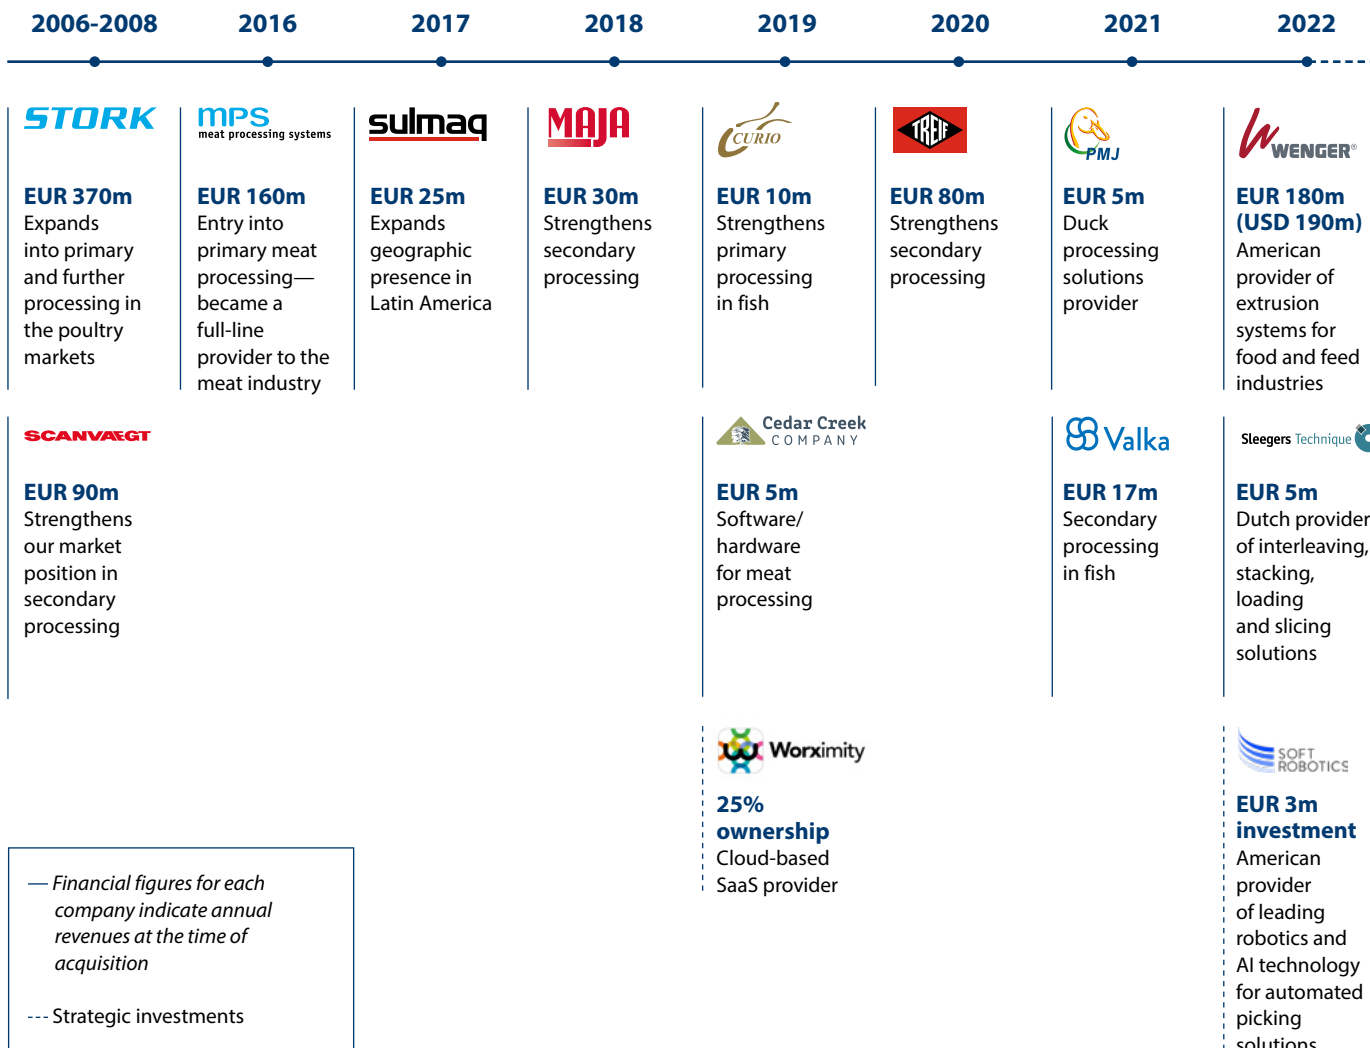 2006-2008
2016
2017
2018
2019
2020
2021
2022
STORK
EUR 370m
Expands
into primary
and further
processing in
the poultry
markets
MPS
meat processing systems
EUR 160m
Entry into
primary meat
processing—
became a
full-line
provider to the
meat industry
sulmaq
EUR 25m
Expands
geographic
presence in
Latin America
MAJA
EUR 30m
Strengthens
secondary
processing
CURIO
EUR 10m
Strengthens
primary
processing
in fish
TREIF
EUR 80m
Strengthens
secondary
processing
PMJ
EUR 5m
Duck
processing
solutions
provider
WENGER®
EUR 180m
(USD 190m)
American
provider of
extrusion
systems for
food and feed
industries
SCANVAEGT
EUR 90m
Strengthens
our market
position in
secondary
processing
Cedar Creek
COMPANY
EUR 5m
Software/
hardware
for meat
processing
Valka
EUR 17m
Secondary
processing
in fish
Sleegers Technique
EUR 5m
Dutch provider
of interleaving,
stacking,
loading
and slicing
solutions
Worximity
25%
ownership
Cloud-based
SaaS provider
SOFT
ROBOTICS
EUR 3m
investment
American
provider
of leading
robotics and
AI technology
for automated
picking
solutions
— Financial figures for each
company indicate annual
revenues at the time of
acquisition
--- Strategic investments